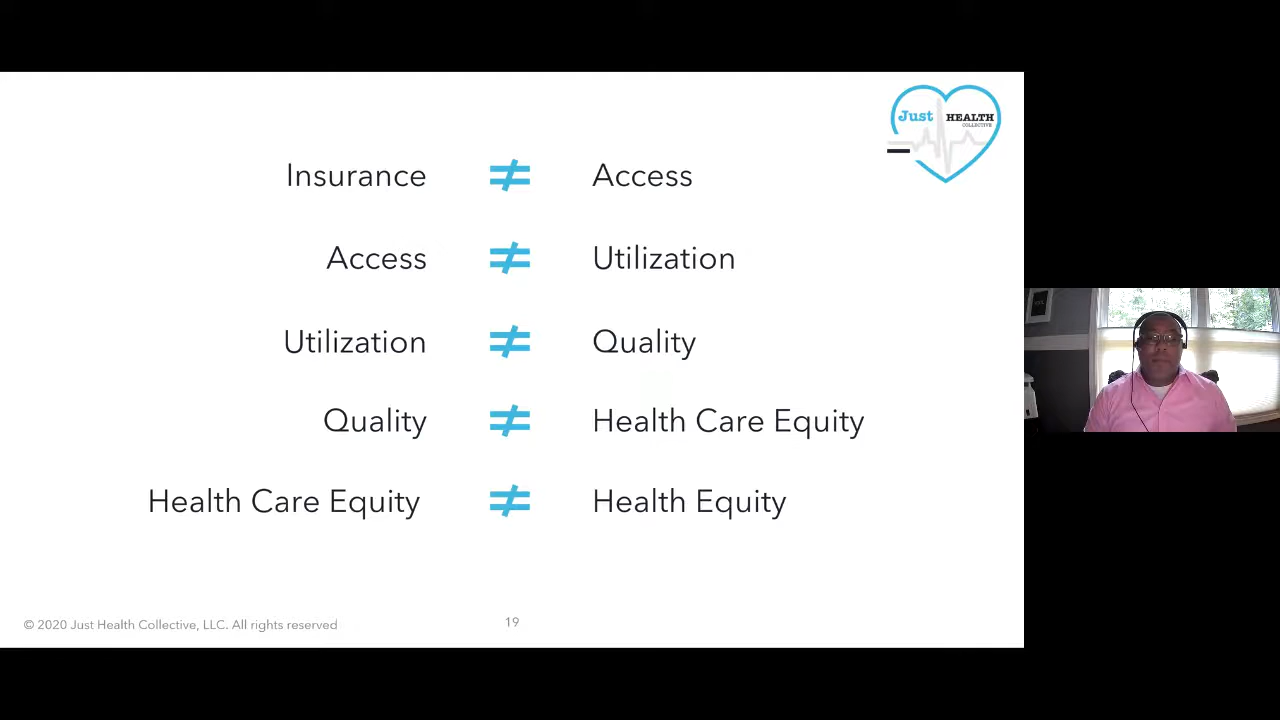 Just HEALTH
COLLECTIVE
Insurance ≠ Access
Access ≠ Utilization
Utilization ≠ Quality
Quality ≠ Health Care Equity
Health Care Equity ≠ Health Equity
© 2020 Just Health Collective, LLC. All rights reserved
19